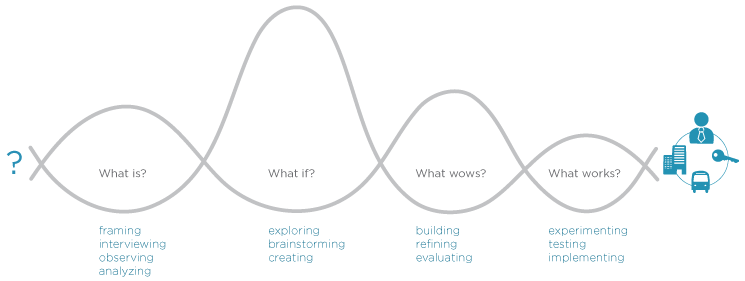 ?
What is?
What if?
What wows?
What works?
framing
interviewing
observing
analyzing
exploring
brainstorming
creating
building
refining
evaluating
experimenting
testing
implementing